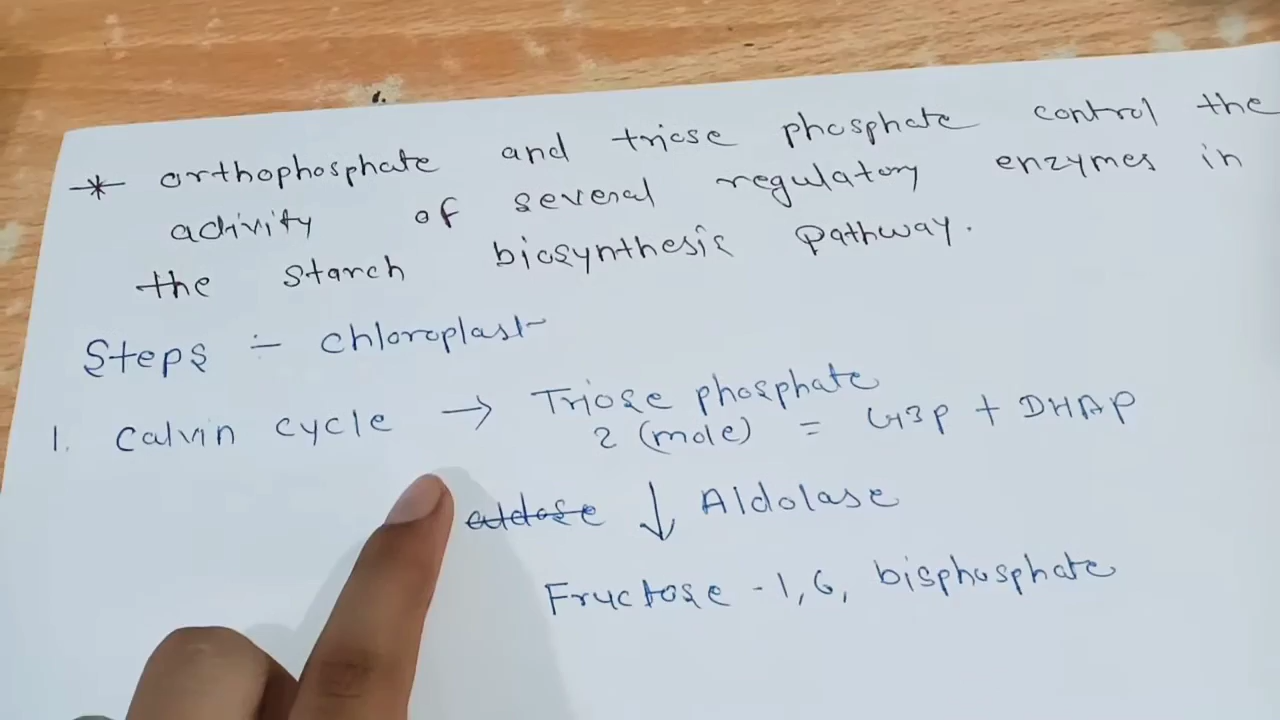 * orthophosphate and triose phosphate control the
activity of several regulatory enzymes in
the starch biosynthesis pathway.
Steps :- chloroplast
1. Calvin cycle → Triose phosphate
2 (mole) = G3P + DHAP
aldose ↓ Aldolase
Fructose -1,6, bisphosphate